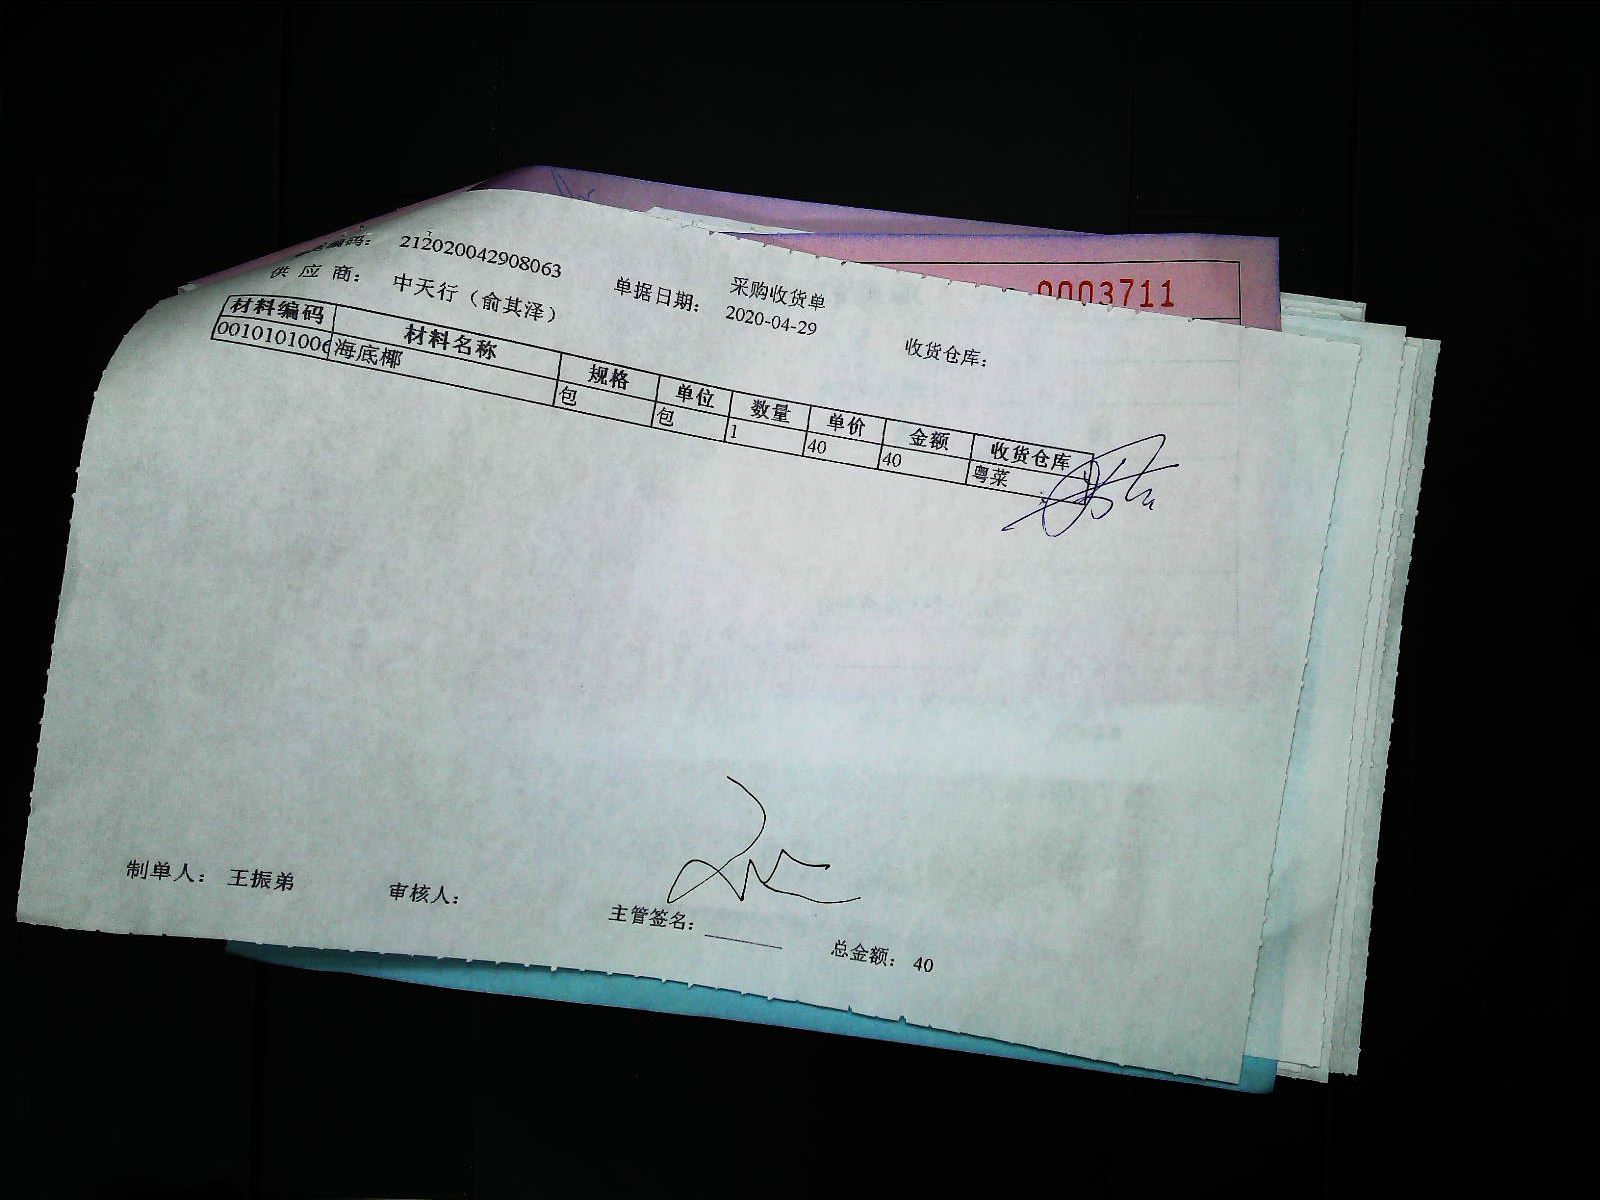 采购收货单
编码： 212020042908063
供应商： 中天行（俞其泽） 单据日期： 2020-04-29 收货仓库：
材料编码 材料名称 规格 单位 数量 单价 金额 收货仓库
0010101006 海底椰 包 包 1 40 40 粤菜
制单人： 王振弟 审核人： 主管签名： 总金额： 40
0003711